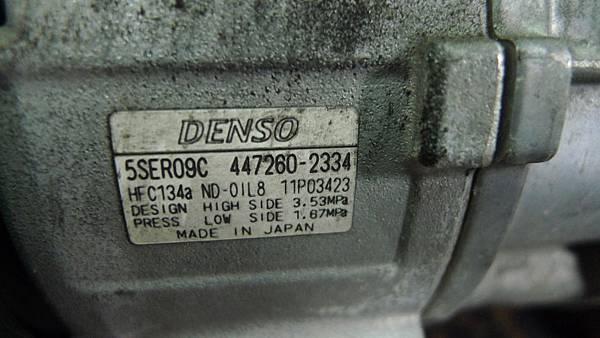 DENSO
5SER09C 447260-2334
HFC134a ND-OIL8 11P03423
DESIGN HIGH SIDE 3.53MPa
PRESS LOW SIDE 1.67MPa
MADE IN JAPAN